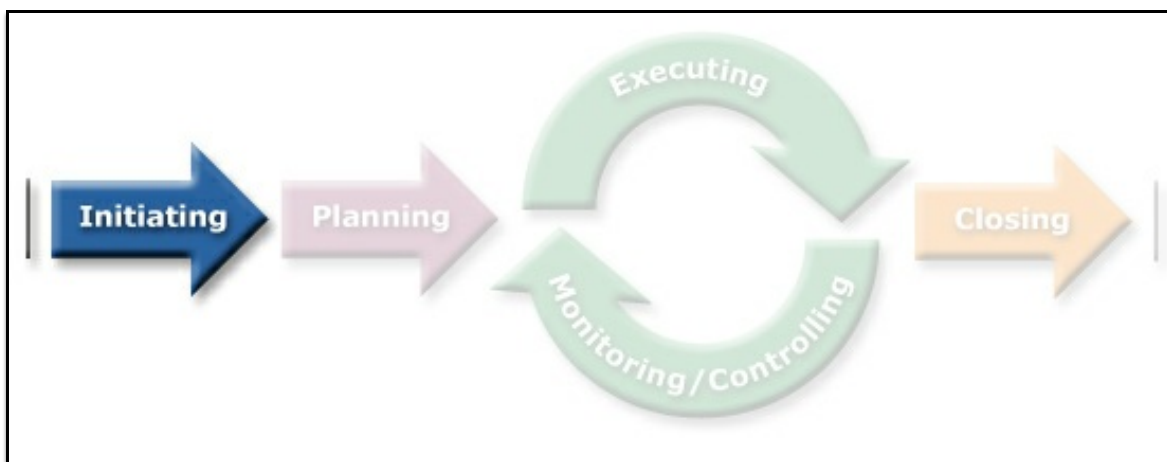 Initiating
Planning
Executing
Monitoring/Controlling
Closing